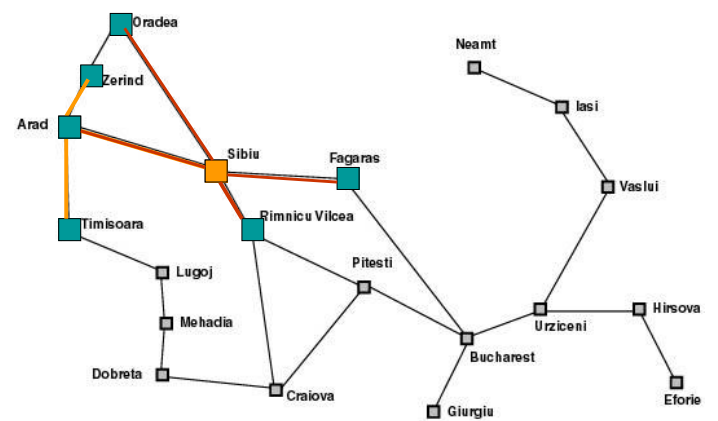 Oradea
Neamt
Zerind
Iasi
Arad
Sibiu
Fagaras
Vaslui
Timisoara
Rimnicu Vilcea
Pitesti
Lugoj
Mehadia
Hirsova
Urziceni
Bucharest
Dobreta
Craiova
Eforie
Giurgiu